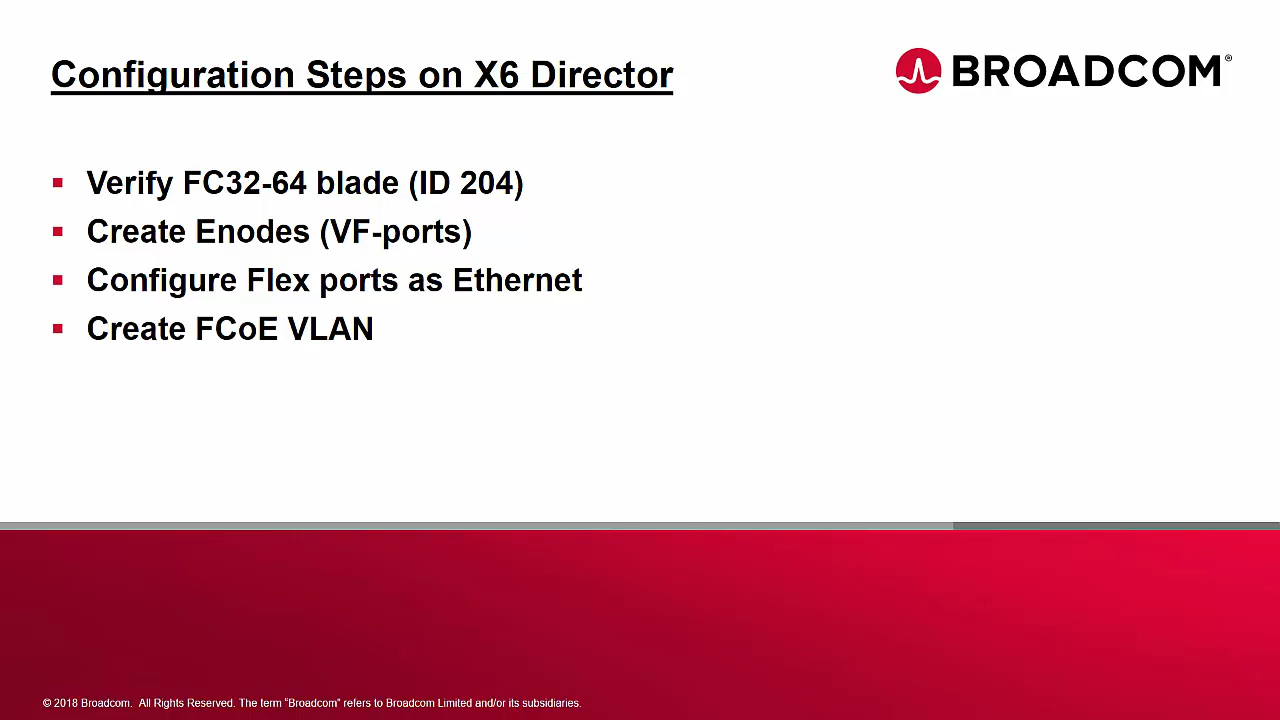 Configuration Steps on X6 Director
BROADCOM®
Verify FC32-64 blade (ID 204)
Create Enodes (VF-ports)
Configure Flex ports as Ethernet
Create FCoE VLAN
© 2018 Broadcom. All Rights Reserved. The term "Broadcom" refers to Broadcom Limited and/or its subsidiaries.